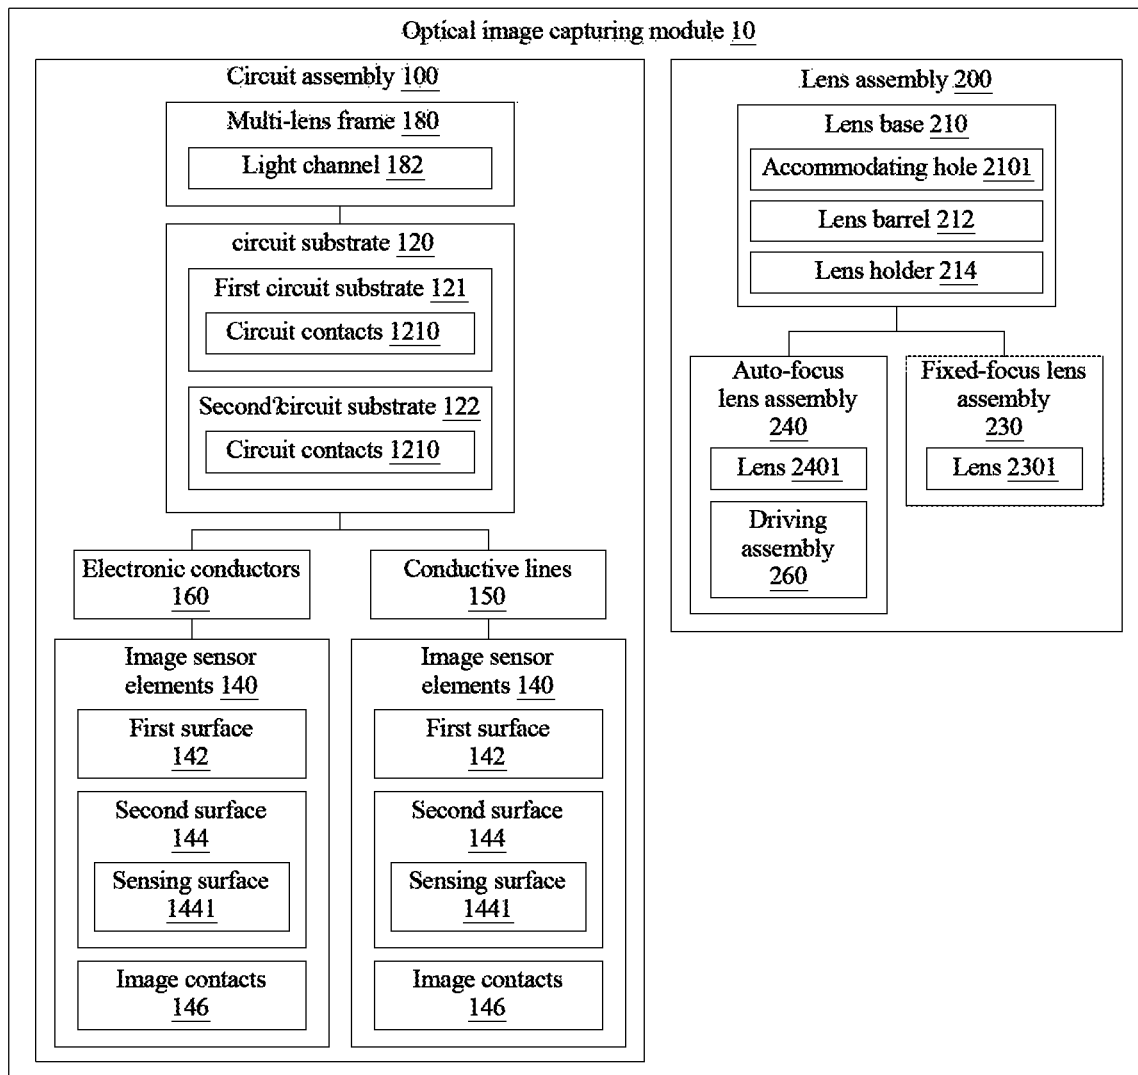 Optical image capturing module 10
Circuit assembly 100
Multi-lens frame 180
Light channel 182
circuit substrate 120
First circuit substrate 121
Circuit contacts 1210
Second?circuit substrate 122
Circuit contacts 1210
Electronic conductors
160
Conductive lines
150
Image sensor
elements 140
First surface
142
Second surface
144
Sensing surface
1441
Image contacts
146
Image sensor
elements 140
First surface
142
Second surface
144
Sensing surface
1441
Image contacts
146
Lens assembly 200
Lens base 210
Accommodating hole 2101
Lens barrel 212
Lens holder 214
Auto-focus
lens assembly
240
Lens 2401
Driving
assembly
260
Fixed-focus lens
assembly
230
Lens 2301